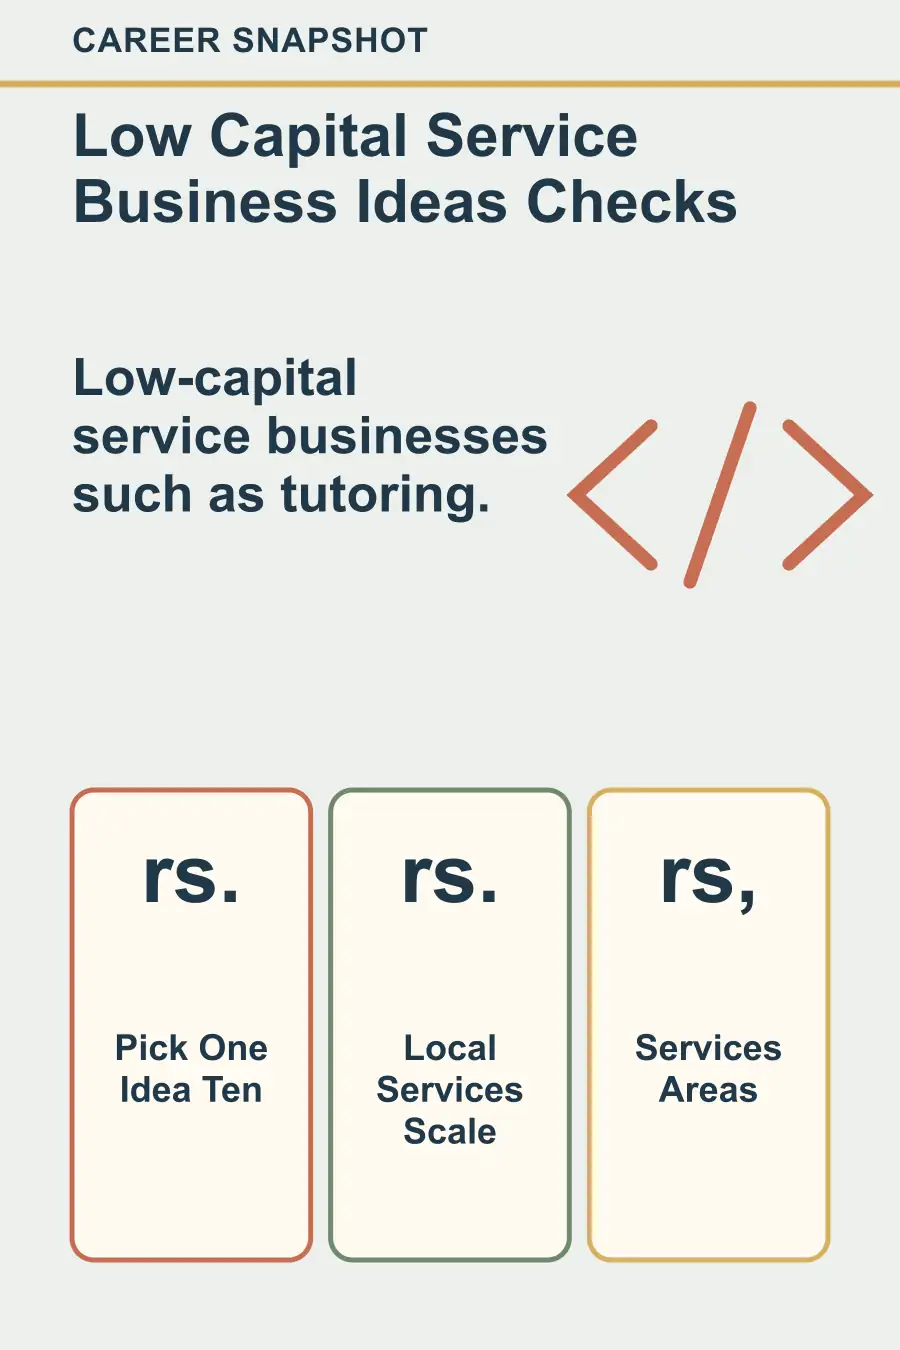 CAREER SNAPSHOT
Low Capital Service
Business Ideas Checks
Low-capital
service businesses
such as tutoring.
</>
rs.
Pick One
Idea Ten
rs.
Local
Services
Scale
rs,
Services
Areas